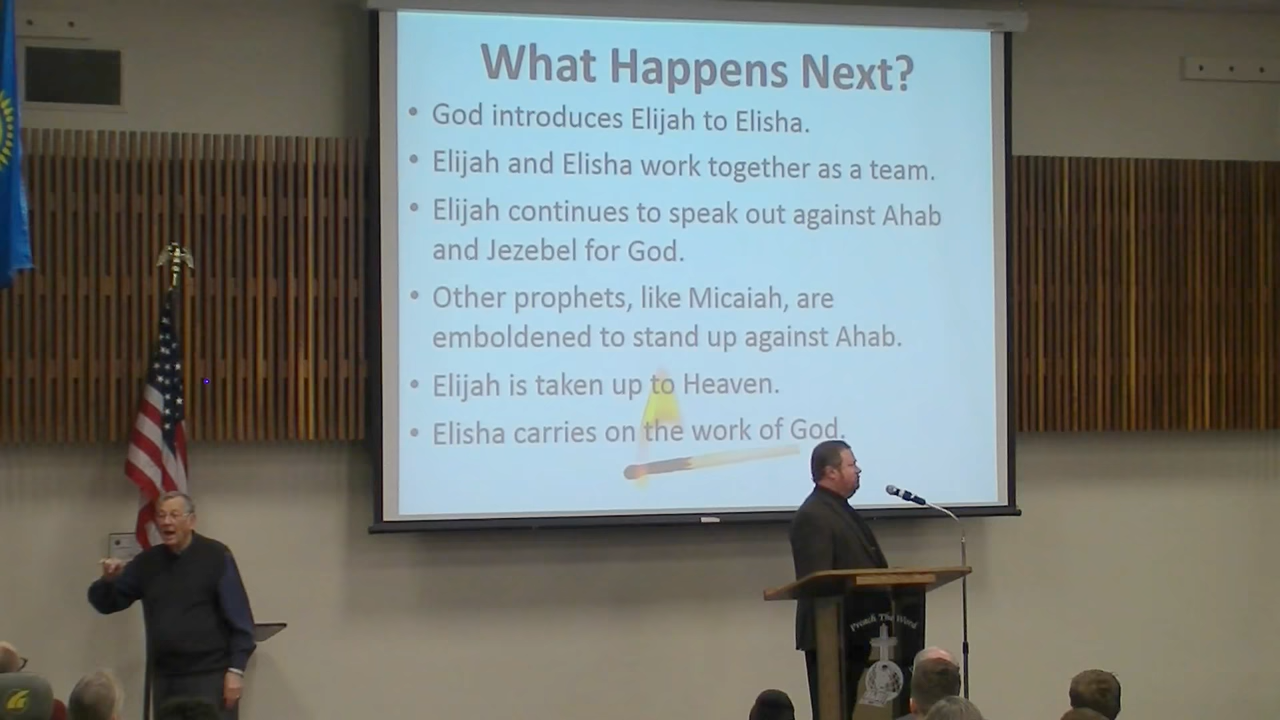 What Happens Next?
• God introduces Elijah to Elisha.
• Elijah and Elisha work together as a team.
• Elijah continues to speak out against Ahab
and Jezebel for God.
• Other prophets, like Micaiah, are
emboldened to stand up against Ahab.
• Elijah is taken up to Heaven.
• Elisha carries on the work of God.
Preach The Word